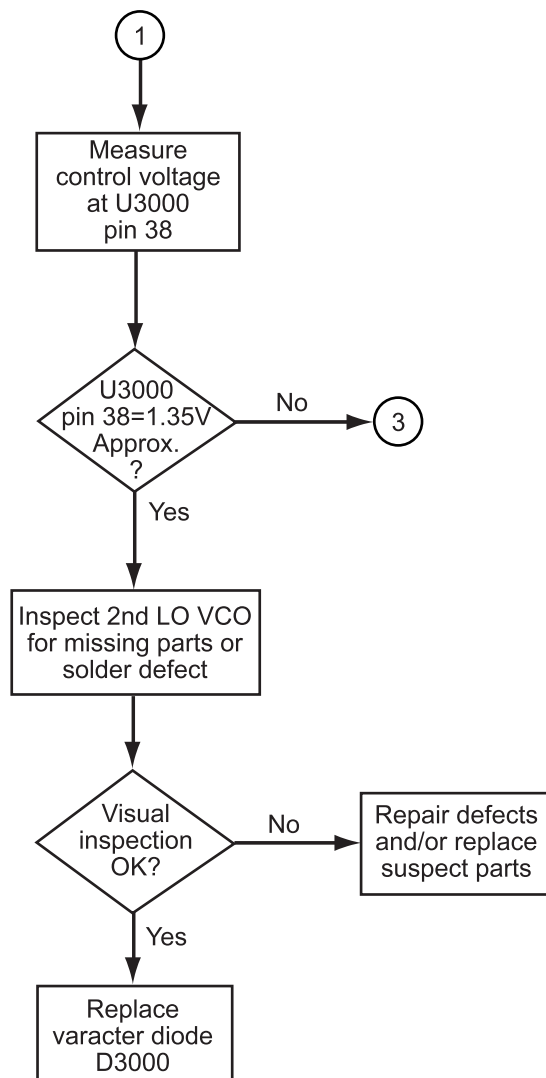 1
Measure
control voltage
at U3000
pin 38
U3000
pin 38=1.35V
Approx.
?
No
3
Yes
Inspect 2nd LO VCO
for missing parts or
solder defect
Visual
inspection
OK?
No
Repair defects
and/or replace
suspect parts
Yes
Replace
varacter diode
D3000